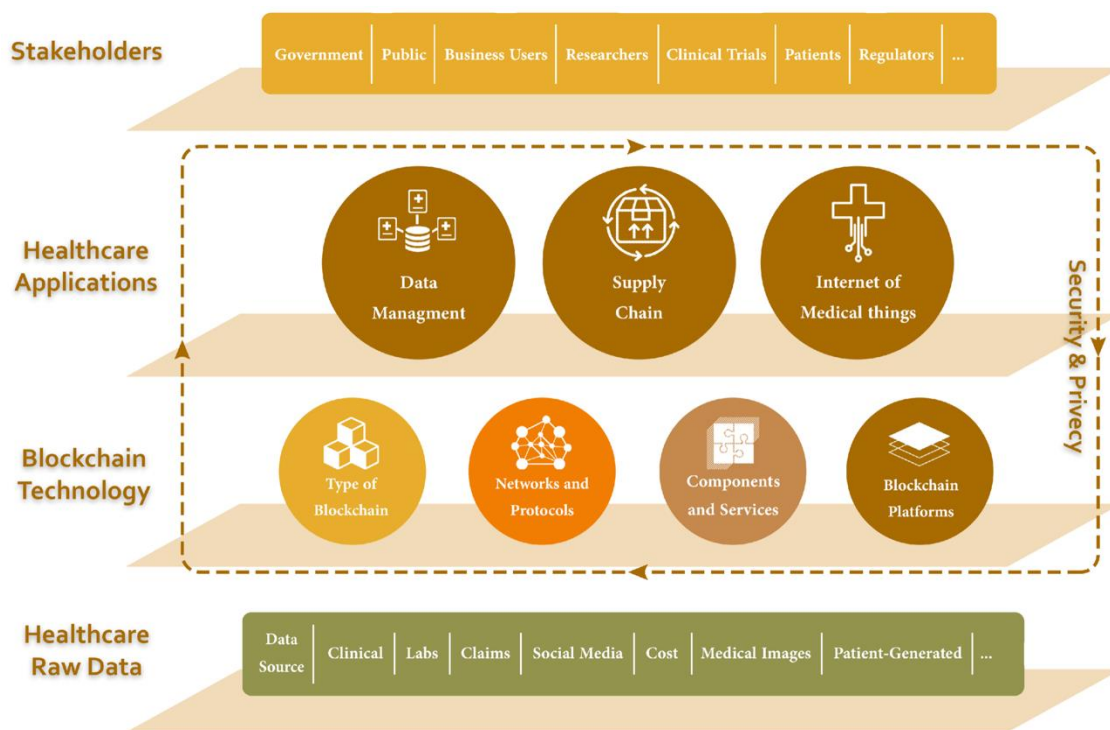 Stakeholders
Government Public Business Users Researchers Clinical Trials Patients Regulators ...
Healthcare
Applications
Data
Managment
Supply
Chain
Internet of
Medical things
Security & Privecy
Blockchain
Technology
Type of
Blockchain
Networks and
Protocols
Components
and Services
Blockchain
Platforms
Healthcare
Raw Data
Data
Source
Clinical Labs Claims Social Media Cost Medical Images Patient-Generated ...